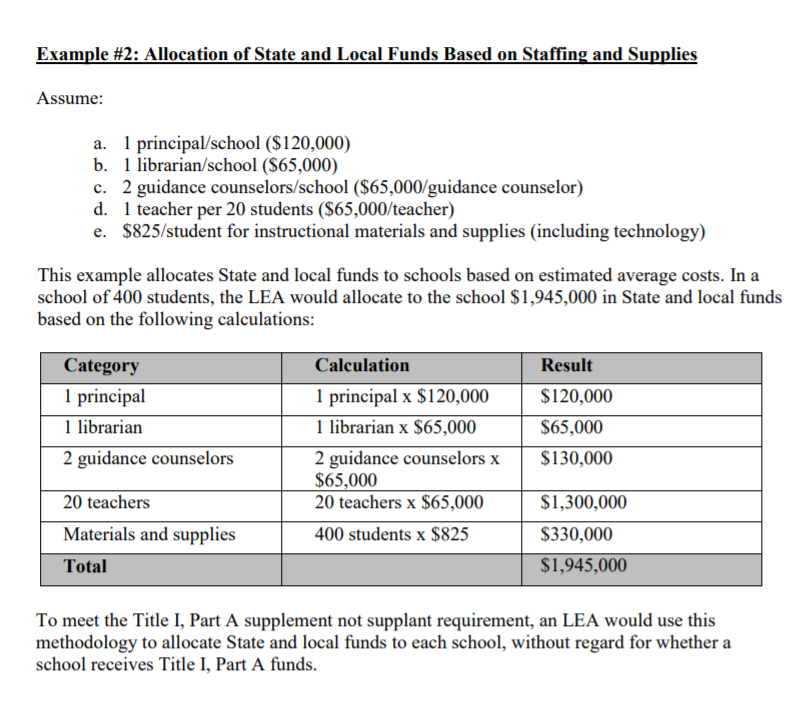 Example #2: Allocation of State and Local Funds Based on Staffing and Supplies
Assume:
a. 1 principal/school ($120,000)
b. 1 librarian/school ($65,000)
c. 2 guidance counselors/school ($65,000/guidance counselor)
d. 1 teacher per 20 students ($65,000/teacher)
e. $825/student for instructional materials and supplies (including technology)
This example allocates State and local funds to schools based on estimated average costs. In a
school of 400 students, the LEA would allocate to the school $1,945,000 in State and local funds
based on the following calculations:
Category Calculation Result
1 principal 1 principal x $120,000 $120,000
1 librarian 1 librarian x $65,000 $65,000
2 guidance counselors 2 guidance counselors x $130,000
$65,000
20 teachers 20 teachers x $65,000 $1,300,000
Materials and supplies 400 students x $825 $330,000
Total $1,945,000
To meet the Title I, Part A supplement not supplant requirement, an LEA would use this
methodology to allocate State and local funds to each school, without regard for whether a
school receives Title I, Part A funds.